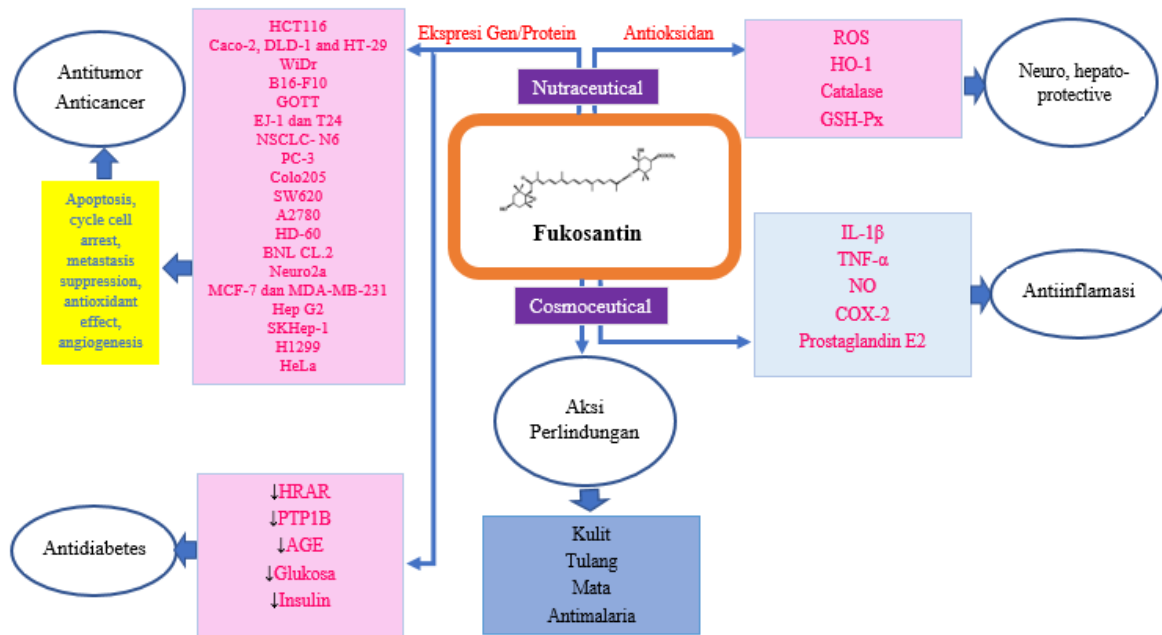 HCT116
Caco-2, DLD-1 and HT-29
WiDr
B16-F10
GOTT
EJ-1 dan T24
NSCLC- N6
PC-3
Colo205
SW620
A2780
HD-60
BNL CL.2
Neuro2a
MCF-7 dan MDA-MB-231
Hep G2
SKHep-1
H1299
HeLa
Antitumor
Anticancer
Apoptosis,
cycle cell
arrest,
metastasis
suppression,
antioxidant
effect,
angiogenesis
Ekspresi Gen/Protein
Antioksidan
Nutraceutical
Fukosantin
Cosmoceutical
ROS
HO-1
Catalase
GSH-Px
Neuro, hepato-
protective
IL-1β
TNF-α
NO
COX-2
Prostaglandin E2
Antiinflamasi
Aksi
Perlindungan
Kulit
Tulang
Mata
Antimalaria
↓HRAR
↓PTP1B
↓AGE
↓Glukosa
↓Insulin
Antidiabetes